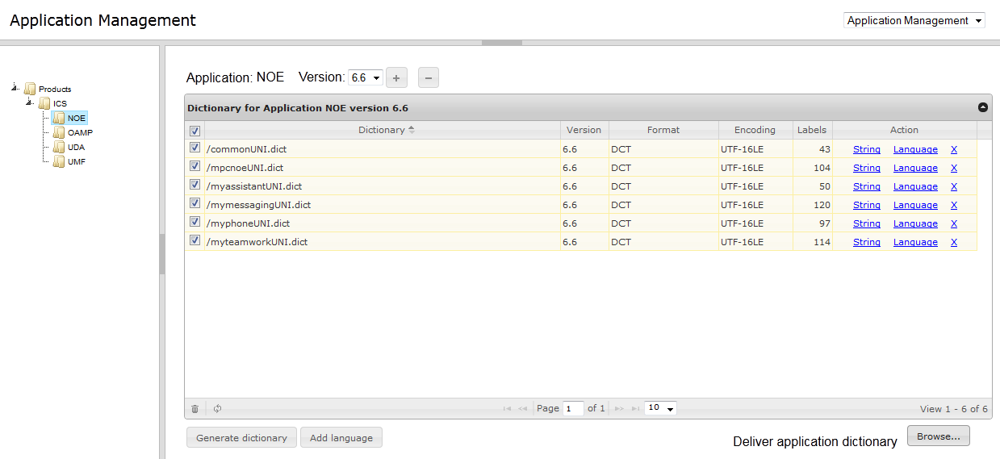 Application Management
Application Management
Products
ICS
NOE
OAMP
UDA
UMF
Application: NOE Version: 6.6 + −
Dictionary for Application NOE version 6.6
Dictionary Version Format Encoding Labels Action
/commonUNI.dict 6.6 DCT UTF-16LE 43 String Language X
/mpcnoeUNI.dict 6.6 DCT UTF-16LE 104 String Language X
/myassistantUNI.dict 6.6 DCT UTF-16LE 50 String Language X
/mymessagingUNI.dict 6.6 DCT UTF-16LE 120 String Language X
/myphoneUNI.dict 6.6 DCT UTF-16LE 97 String Language X
/myteamworkUNI.dict 6.6 DCT UTF-16LE 114 String Language X
Page 1 of 1 10 View 1 - 6 of 6
Generate dictionary Add language
Deliver application dictionary Browse...